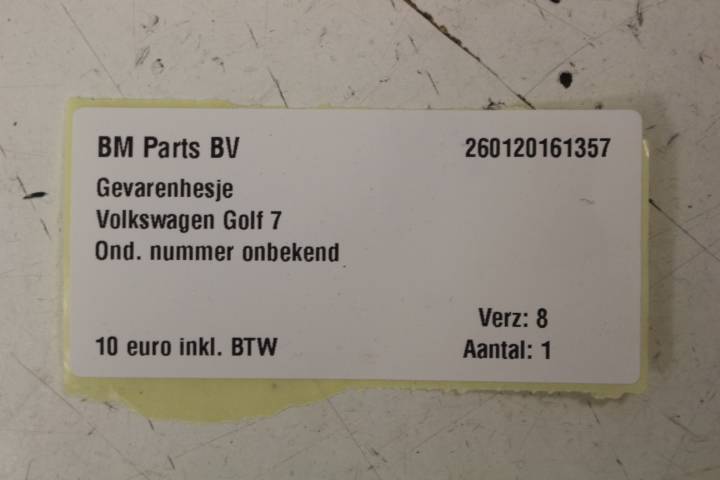 BM Parts BV 260120161357
Gevarenhesje
Volkswagen Golf 7
Ond. nummer onbekend
Verz: 8
10 euro inkl. BTW Aantal: 1